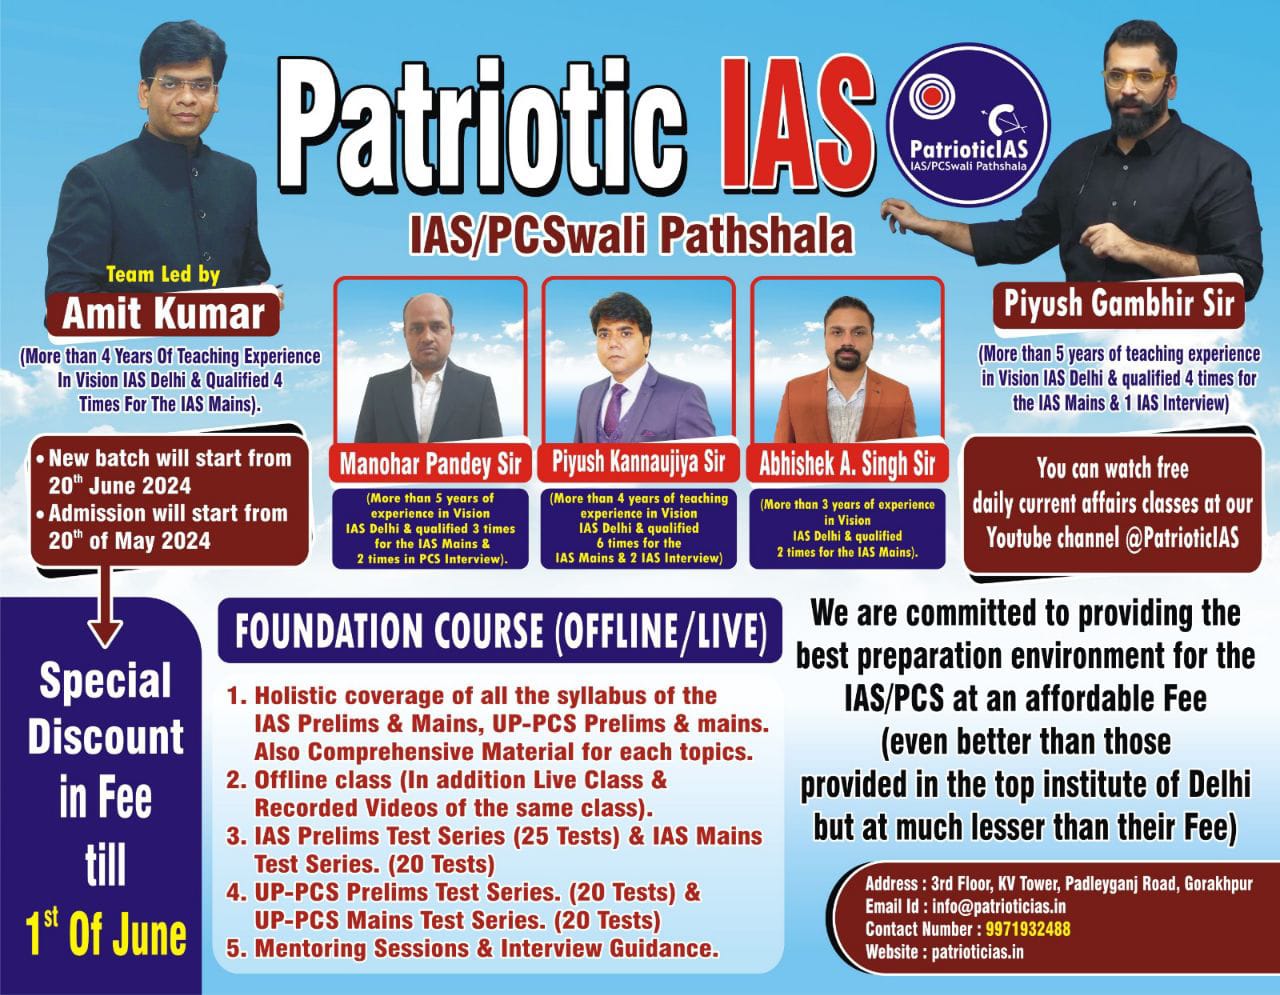 Patriotic IAS
PatrioticIAS
IAS/PCSwali Pathshala
IAS/PCSwali Pathshala
Team Led by
Amit Kumar
(More than 4 Years Of Teaching Experience
In Vision IAS Delhi & Qualified 4
Times For The IAS Mains).
Piyush Gambhir Sir
(More than 5 years of teaching experience
in Vision IAS Delhi & qualified 4 times for
the IAS Mains & 1 IAS Interview)
Manohar Pandey Sir
(More than 5 years of
experience in Vision
IAS Delhi & qualified 3 times
for the IAS Mains &
2 times in PCS Interview).
Piyush Kannaujiya Sir
(More than 4 years of teaching
experience in Vision
IAS Delhi & qualified
6 times for the
IAS Mains & 2 IAS Interview)
Abhishek A. Singh Sir
(More than 3 years of experience
in Vision
IAS Delhi & qualified
2 times for the IAS Mains).
• New batch will start from
20th June 2024
• Admission will start from
20th of May 2024
You can watch free
daily current affairs classes at our
Youtube channel @PatrioticIAS
Special
Discount
in Fee
till
1st Of June
FOUNDATION COURSE (OFFLINE/LIVE)
1. Holistic coverage of all the syllabus of the
IAS Prelims & Mains, UP-PCS Prelims & mains.
Also Comprehensive Material for each topics.
2. Offline class (In addition Live Class &
Recorded Videos of the same class).
3. IAS Prelims Test Series (25 Tests) & IAS Mains
Test Series. (20 Tests)
4. UP-PCS Prelims Test Series. (20 Tests) &
UP-PCS Mains Test Series. (20 Tests)
5. Mentoring Sessions & Interview Guidance.
We are committed to providing the
best preparation environment for the
IAS/PCS at an affordable Fee
(even better than those
provided in the top institute of Delhi
but at much lesser than their Fee)
Address : 3rd Floor, KV Tower, Padleyganj Road, Gorakhpur
Email Id : info@patrioticias.in
Contact Number : 9971932488
Website : patrioticias.in